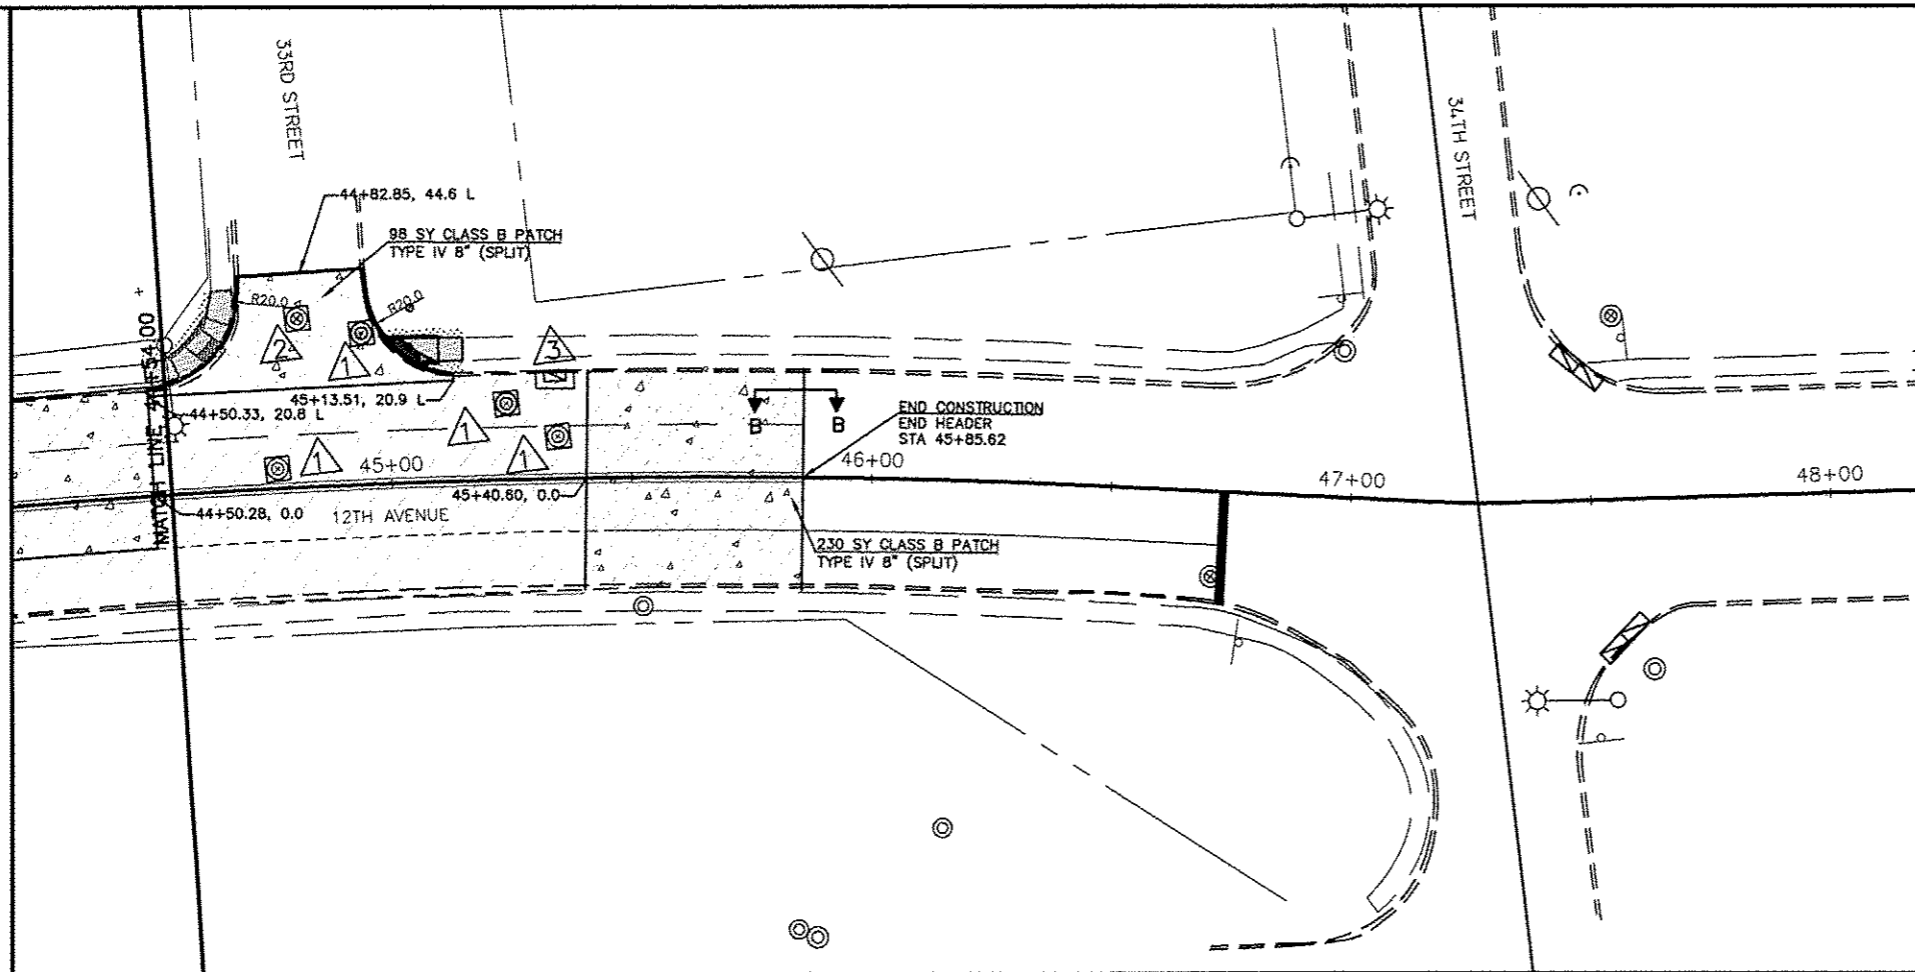 33RD STREET
34TH STREET
44+82.85, 44.6 L
98 SY CLASS B PATCH
TYPE IV 8" (SPLIT)
R20.0
R20.0
2
1
3
45+13.51, 20.9 L
44+50.33, 20.8 L
MATCH LINE
1
1
1
45+00
B
B
END CONSTRUCTION
END HEADER
STA 45+85.62
46+00
47+00
48+00
45+40.60, 0.0
44+50.28, 0.0
12TH AVENUE
230 SY CLASS B PATCH
TYPE IV 8" (SPLIT)